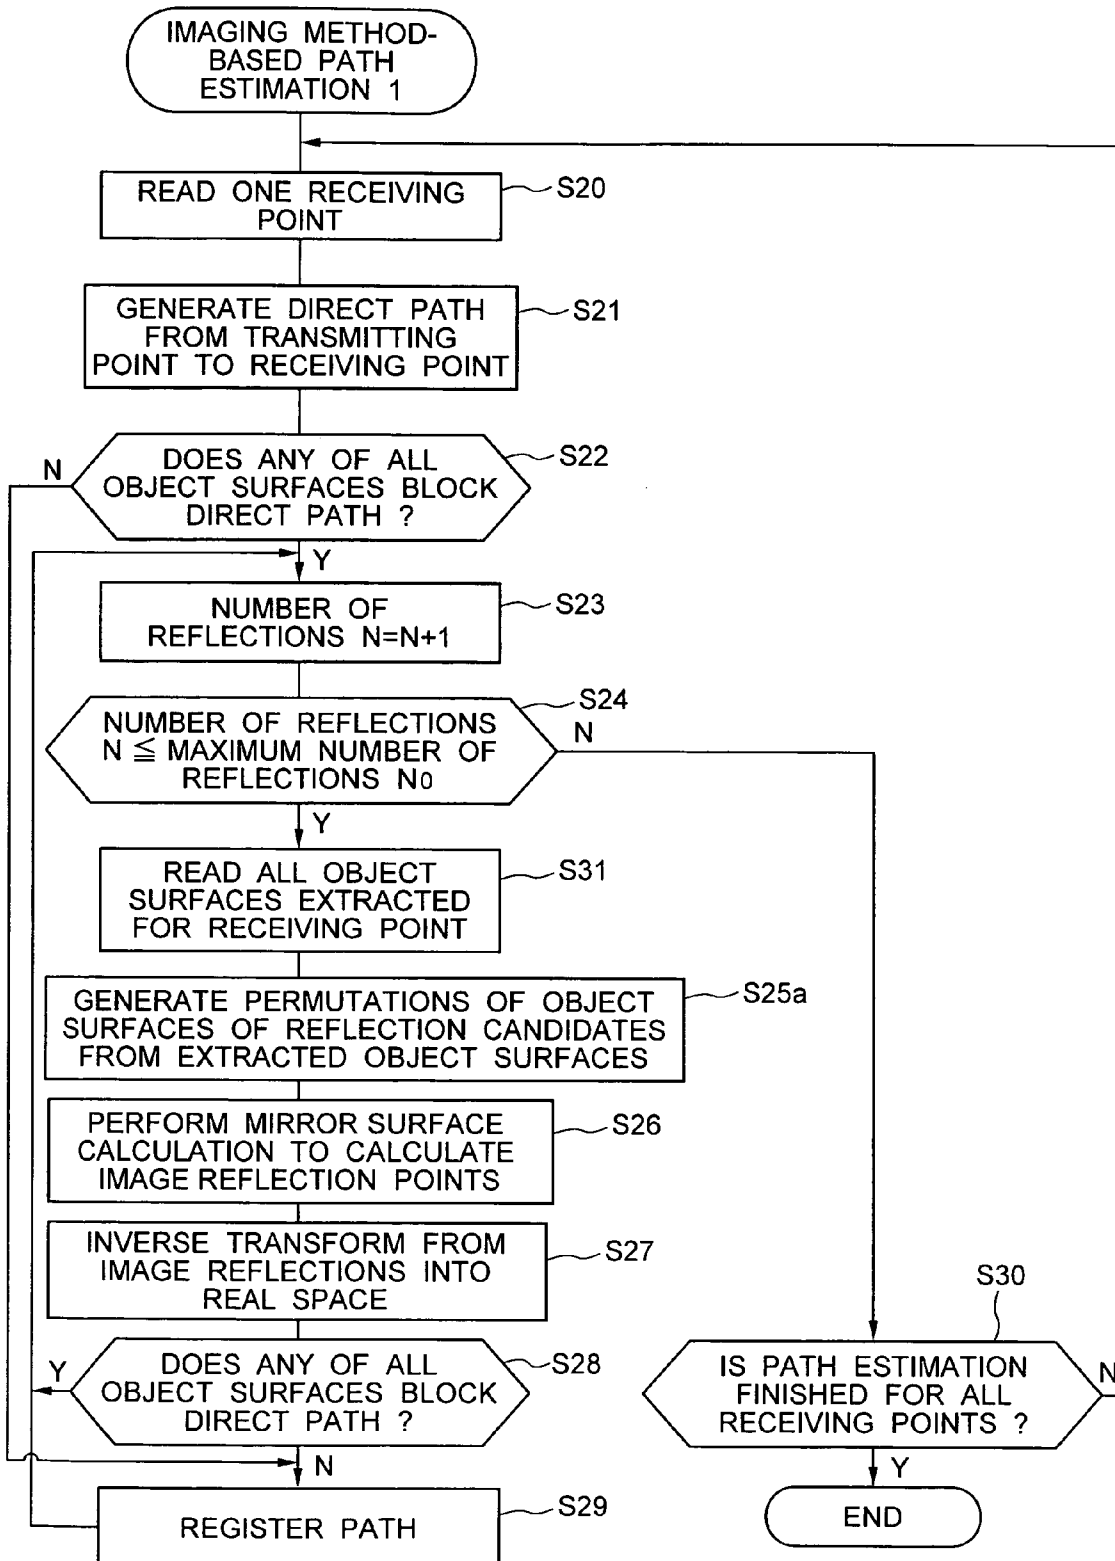 IMAGING METHOD-
BASED PATH
ESTIMATION 1
READ ONE RECEIVING
POINT
S20
GENERATE DIRECT PATH
FROM TRANSMITTING
POINT TO RECEIVING POINT
S21
DOES ANY OF ALL
OBJECT SURFACES BLOCK
DIRECT PATH ?
S22
N
Y
NUMBER OF
REFLECTIONS N=N+1
S23
NUMBER OF REFLECTIONS
N ≦ MAXIMUM NUMBER OF
REFLECTIONS N0
S24
N
Y
READ ALL OBJECT
SURFACES EXTRACTED
FOR RECEIVING POINT
S31
GENERATE PERMUTATIONS OF OBJECT
SURFACES OF REFLECTION CANDIDATES
FROM EXTRACTED OBJECT SURFACES
S25a
PERFORM MIRROR SURFACE
CALCULATION TO CALCULATE
IMAGE REFLECTION POINTS
S26
INVERSE TRANSFORM FROM
IMAGE REFLECTIONS INTO
REAL SPACE
S27
DOES ANY OF ALL
OBJECT SURFACES BLOCK
DIRECT PATH ?
S28
Y
N
REGISTER PATH
S29
IS PATH ESTIMATION
FINISHED FOR ALL
RECEIVING POINTS ?
S30
N
Y
END